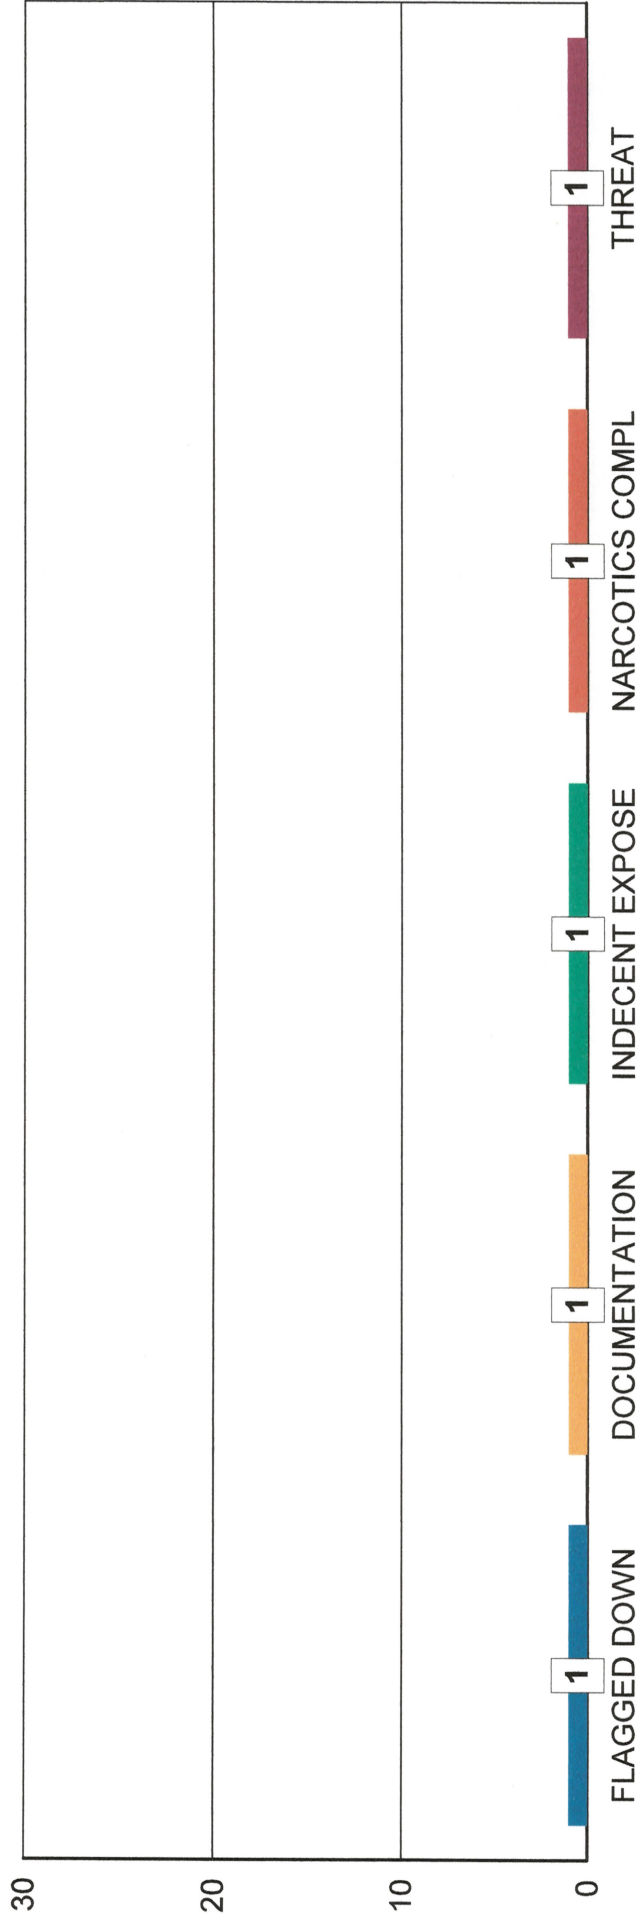 30
20
10
0
1
1
1
1
1
FLAGGED DOWN
DOCUMENTATION
INDECENT EXPOSE
NARCOTICS COMPL
THREAT